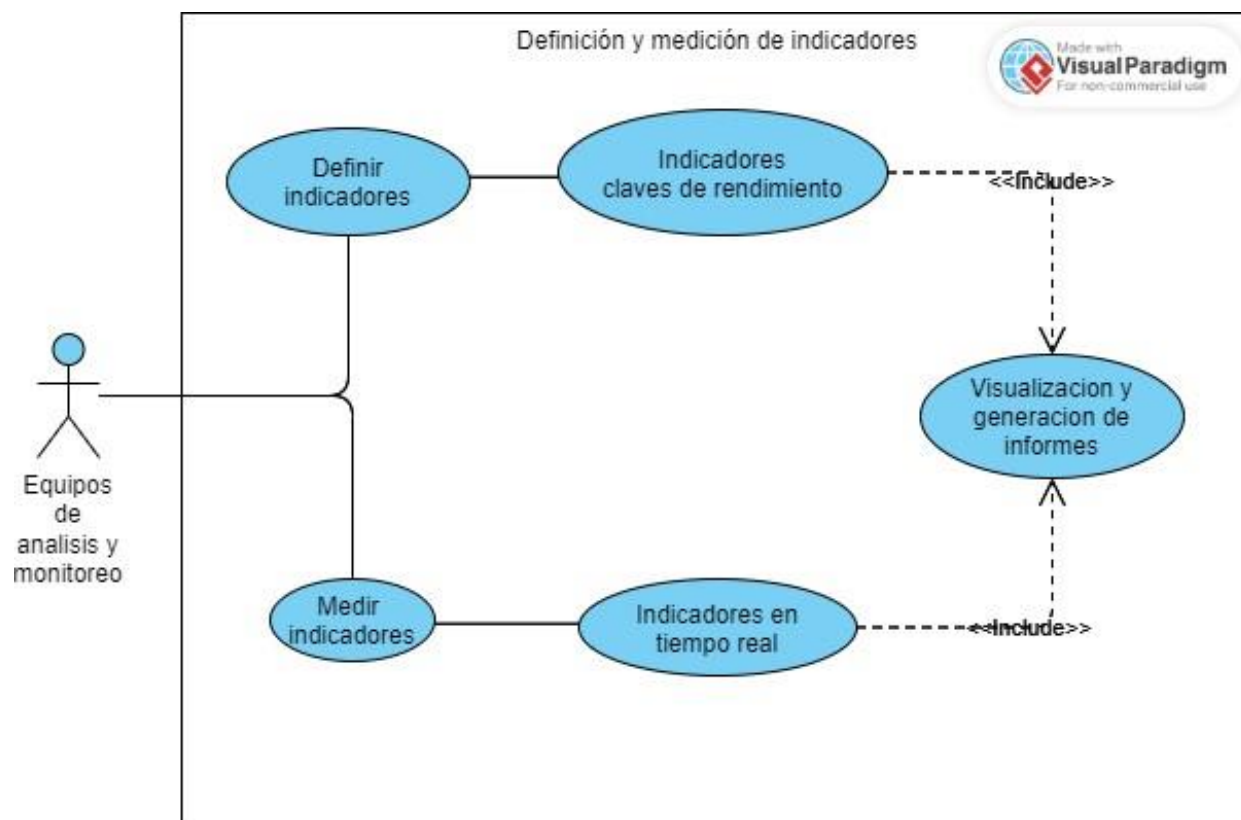 Definición y medición de indicadores
Made with
Visual Paradigm
For non-commercial use
Definir
indicadores
Indicadores
claves de rendimiento
<<Include>>
Visualizacion y
generacion de
informes
Equipos
de
analisis y
monitoreo
Medir
indicadores
Indicadores en
tiempo real
<<Include>>